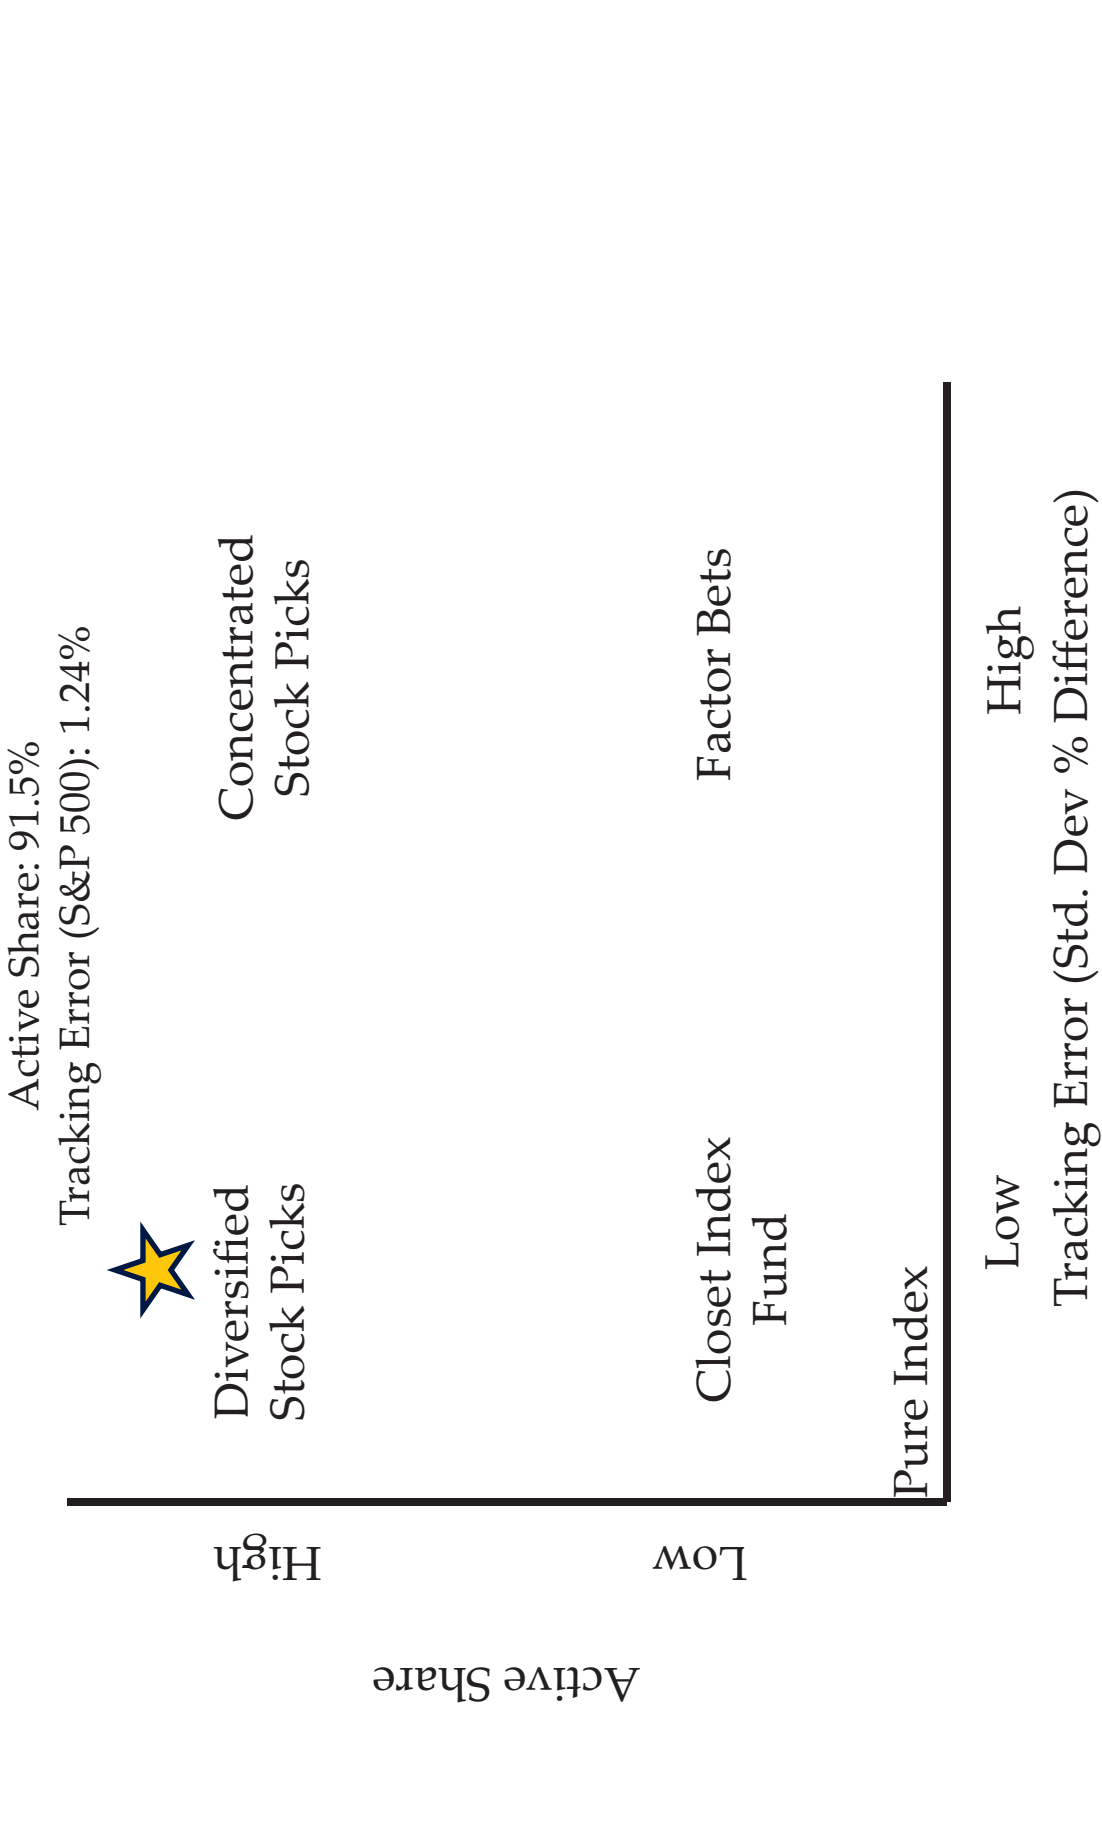 Active Share: 91.5%
Tracking Error (S&P 500): 1.24%
Active Share
High
Diversified
Stock Picks
Concentrated
Stock Picks
Low
Closet Index
Fund
Factor Bets
Pure Index
Low
High
Tracking Error (Std. Dev % Difference)